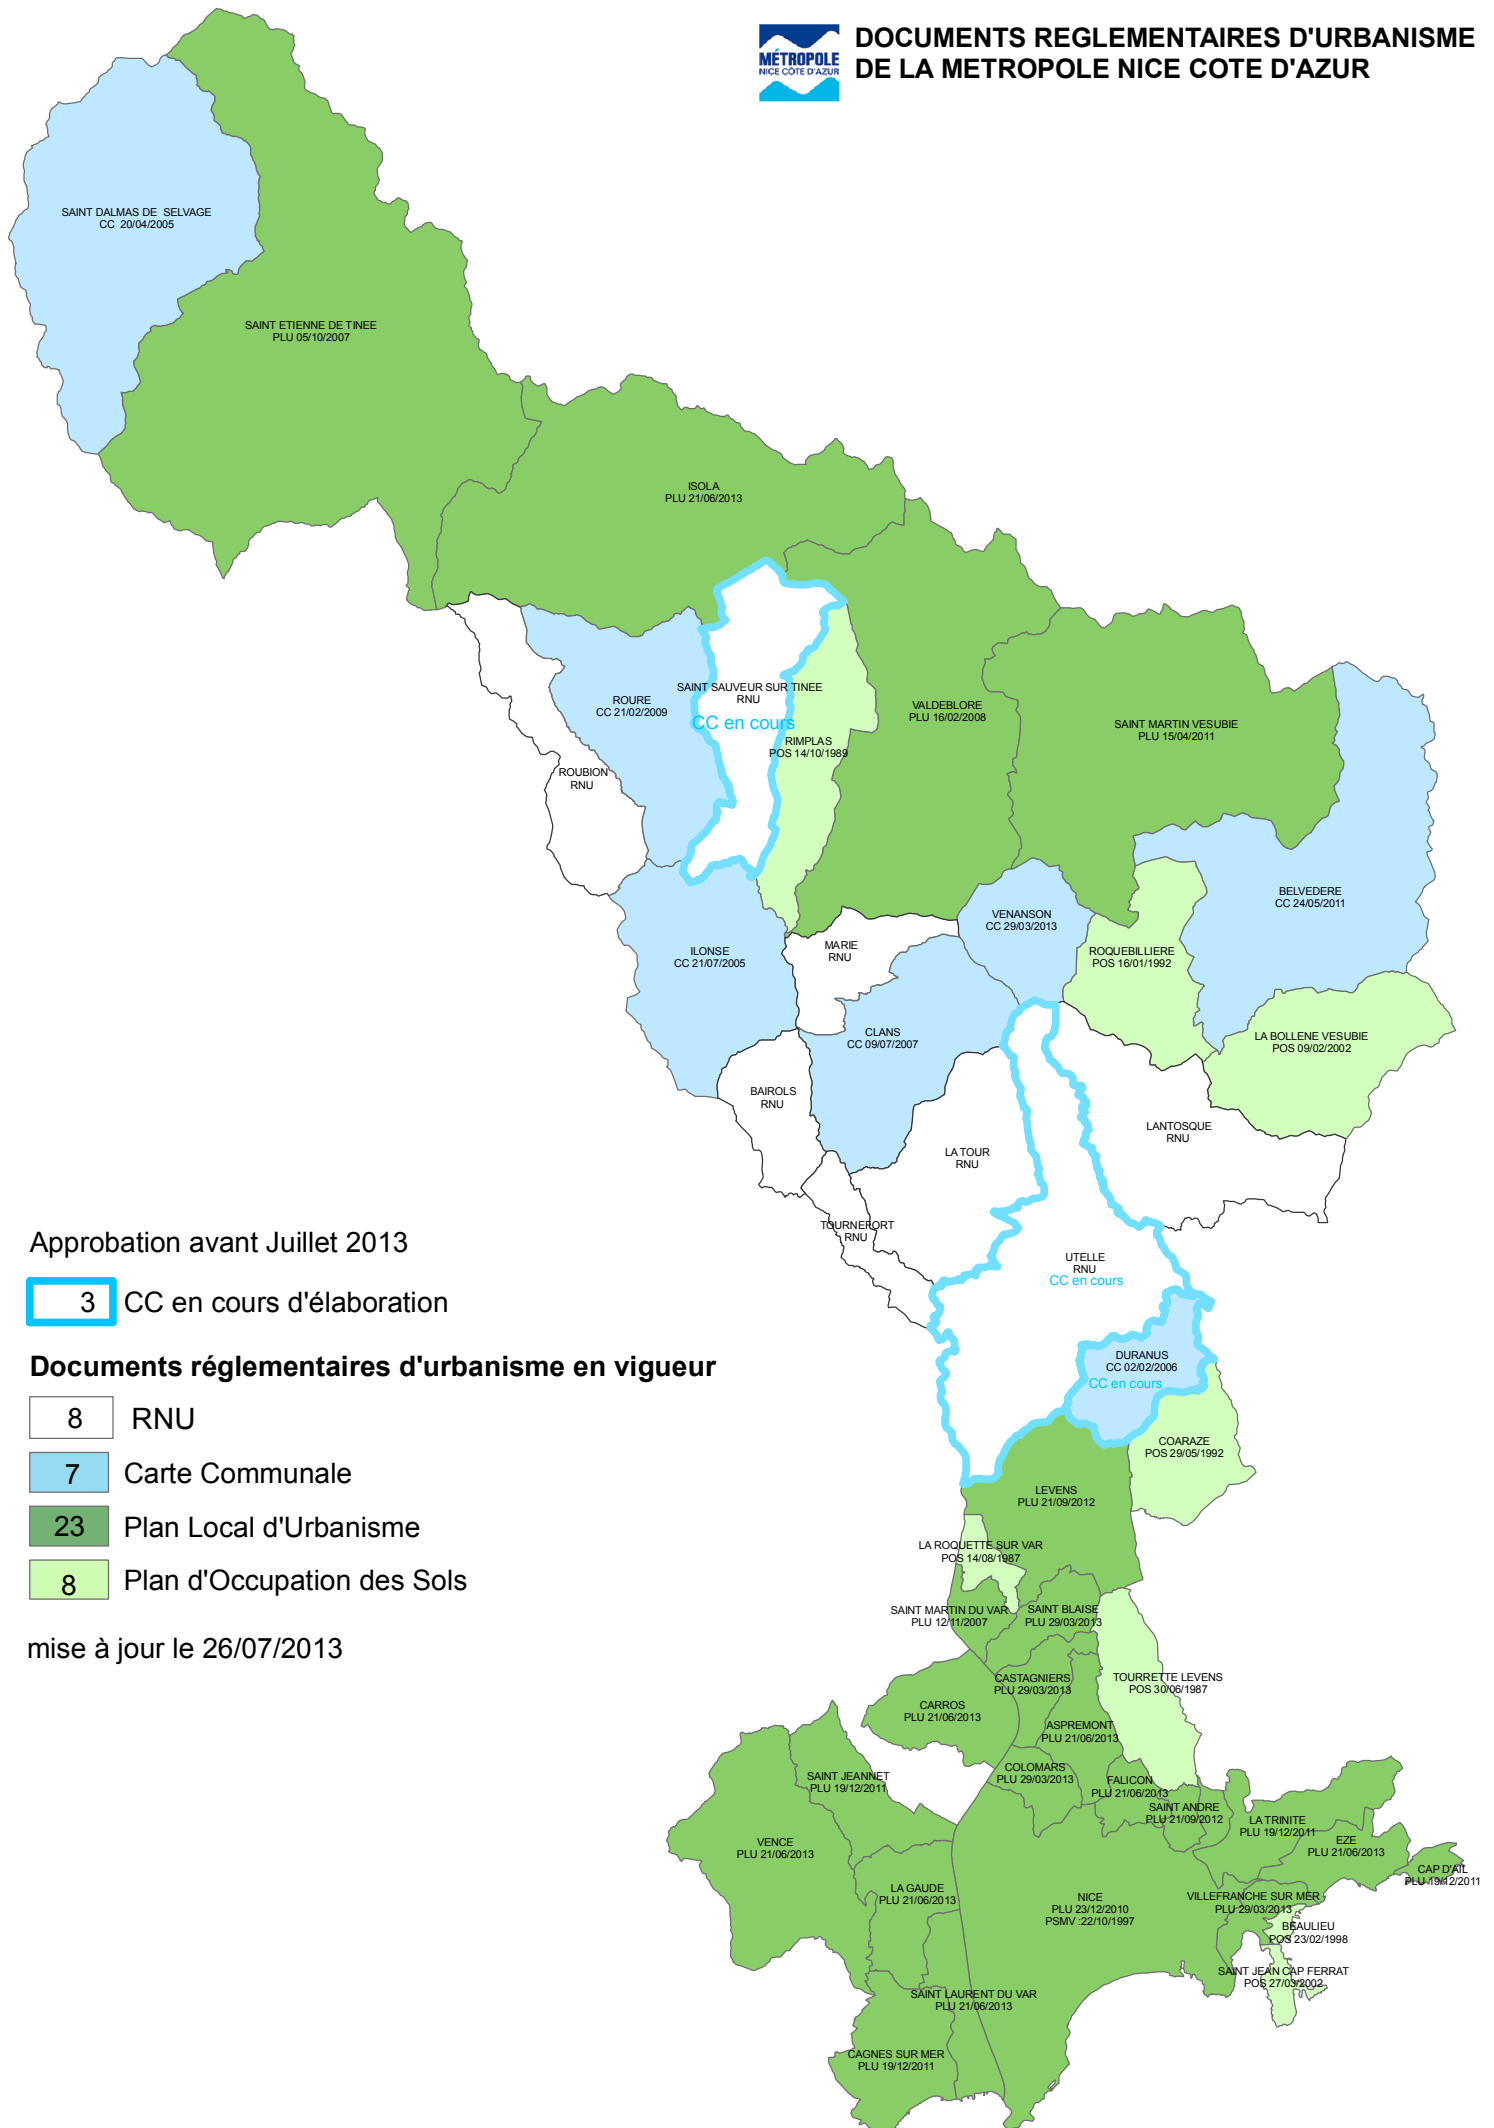 MÉTROPOLE
NICE CÔTE D'AZUR
DOCUMENTS REGLEMENTAIRES D'URBANISME
DE LA METROPOLE NICE COTE D'AZUR
SAINT DALMAS DE SELVAGE
CC 20/04/2005
SAINT ETIENNE DE TINEE
PLU 05/10/2007
ISOLA
PLU 21/06/2013
SAINT SAUVEUR SUR TINEE
RNU
CC en cours
ROURE
CC 21/02/2009
VALDEBLORE
PLU 16/02/2008
SAINT MARTIN VESUBIE
PLU 15/04/2011
RIMPLAS
POS 14/10/1989
ROUBION
RNU
BELVEDERE
CC 24/05/2011
VENANSON
CC 29/03/2013
MARIE
RNU
ILONSE
CC 21/07/2005
ROQUEBILLIERE
POS 16/01/1992
CLANS
CC 09/07/2007
LA BOLLENE VESUBIE
POS 09/02/2002
BAIROLS
RNU
LANTOSQUE
RNU
LA TOUR
RNU
TOURNEFORT
RNU
UTELLE
RNU
CC en cours
DURANUS
CC 02/02/2006
CC en cours
COARAZE
POS 29/05/1992
LEVENS
PLU 21/09/2012
LA ROQUETTE SUR VAR
POS 14/08/1987
SAINT MARTIN DU VAR
PLU 12/11/2007
SAINT BLAISE
PLU 29/03/2013
CASTAGNIERS
PLU 29/03/2013
TOURRETTE LEVENS
POS 30/06/1987
CARROS
PLU 21/06/2013
ASPREMONT
PLU 21/06/2013
COLOMARS
PLU 29/03/2013
SAINT JEANNET
PLU 19/12/2011
FALICON
PLU 21/06/2013
SAINT ANDRE
PLU 21/09/2012
LA TRINITE
PLU 19/12/2011
EZE
PLU 21/06/2013
CAP D'AIL
PLU 19/12/2011
VENCE
PLU 21/06/2013
LA GAUDE
PLU 21/06/2013
NICE
PLU 23/12/2010
PSMV :22/10/1997
VILLEFRANCHE SUR MER
PLU 29/03/2013
BEAULIEU
POS 23/02/1998
SAINT JEAN CAP FERRAT
POS 27/03/2002
SAINT LAURENT DU VAR
PLU 21/06/2013
CAGNES SUR MER
PLU 19/12/2011
Approbation avant Juillet 2013
3 CC en cours d'élaboration
Documents réglementaires d'urbanisme en vigueur
8 RNU
7 Carte Communale
23 Plan Local d'Urbanisme
8 Plan d'Occupation des Sols
mise à jour le 26/07/2013